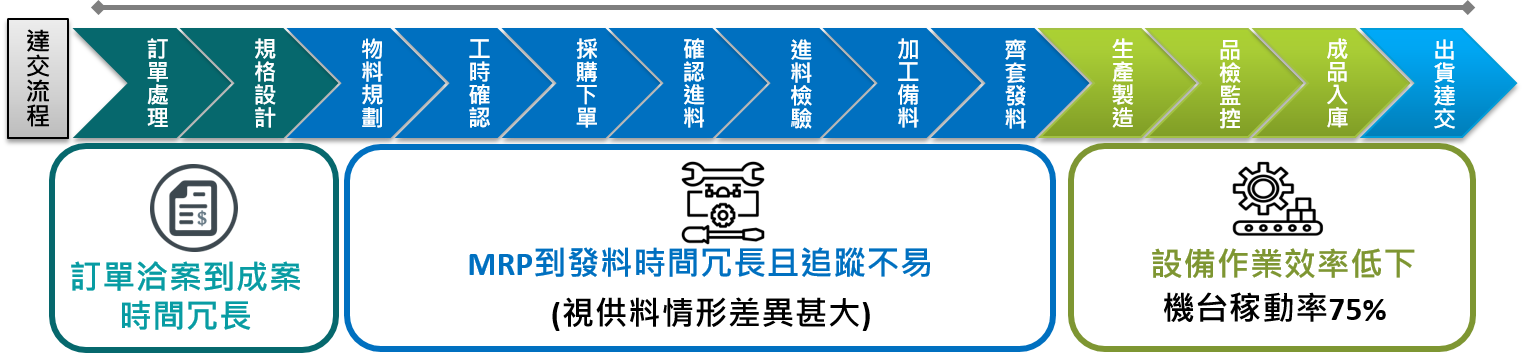 達交流程
訂單處理
規格設計
物料規劃
工時確認
採購下單
確認進料
進料檢驗
加工備料
齊套發料
生產製造
品檢監控
成品入庫
出貨達交
$
訂單洽案到成案
時間冗長
MRP到發料時間冗長且追蹤不易
(視供料情形差異甚大)
設備作業效率低下
機台稼動率75%